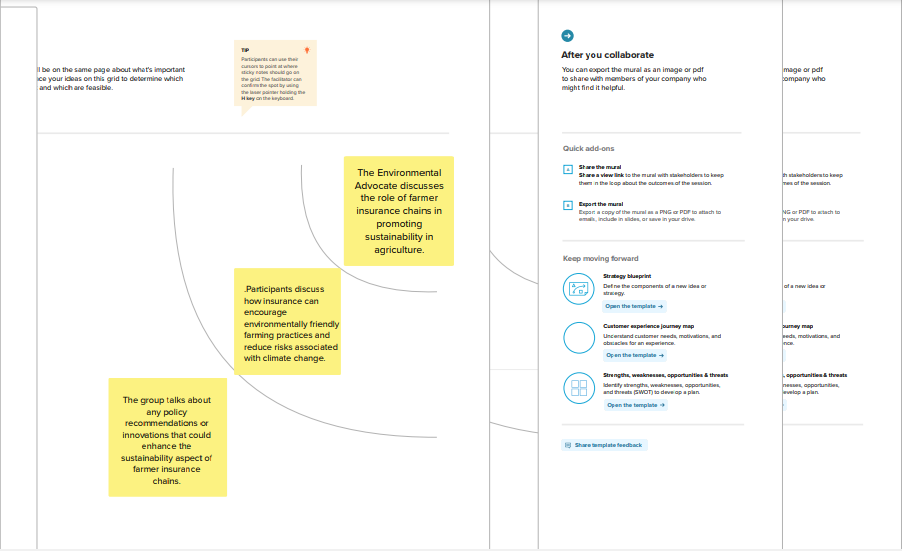 ll be on the same page about what's important
ce your ideas on this grid to determine which
and which are feasible.
TIP
Participants can use their
cursors to point at where
sticky notes should go on
the grid. The facilitator can
confirm the spot by using
the laser pointer holding the
H key on the keyboard.
The Environmental
Advocate discusses
the role of farmer
insurance chains in
promoting
sustainability in
agriculture.
.Participants discuss
how insurance can
encourage
environmentally friendly
farming practices and
reduce risks associated
with climate change.
The group talks about
any policy
recommendations or
innovations that could
enhance the
sustainability aspect of
farmer insurance
chains.
After you collaborate
You can export the mural as an image or pdf
to share with members of your company who
might find it helpful.
Quick add-ons
A
Share the mural
Share a view link to the mural with stakeholders to keep
them in the loop about the outcomes of the session.
B
Export the mural
Export a copy of the mural as a PNG or PDF to attach to
emails, include in slides, or save in your drive.
Keep moving forward
Strategy blueprint
Define the components of a new idea or
strategy.
Open the template →
Customer experience journey map
Understand customer needs, motivations, and
obstacles for an experience.
Open the template →
Strengths, weaknesses, opportunities & threats
Identify strengths, weaknesses, opportunities,
and threats (SWOT) to develop a plan.
Open the template →
Share template feedback
mage or pdf
company who
th stakeholders to keep
mes of the session.
PNG or PDF to attach to
n your drive.
of a new idea or
ourney map
needs, motivations, and
nce.
, opportunities & threats
nesses, opportunities,
evelop a plan.